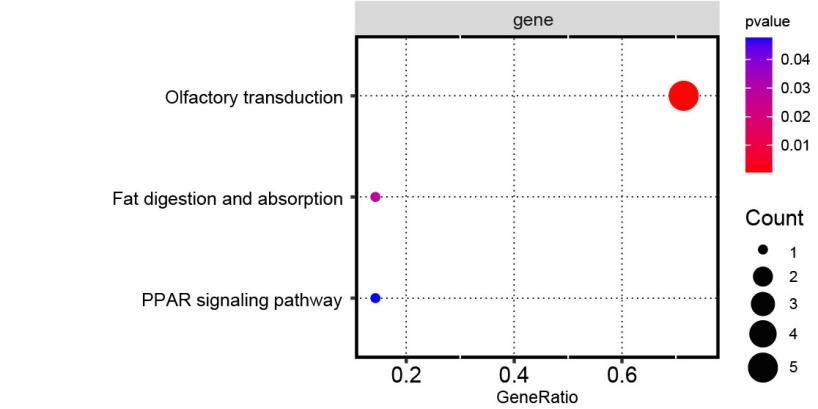 gene
Olfactory transduction
Fat digestion and absorption
PPAR signaling pathway
0.2 0.4 0.6
GeneRatio
pvalue
0.04
0.03
0.02
0.01
Count
1
2
3
4
5